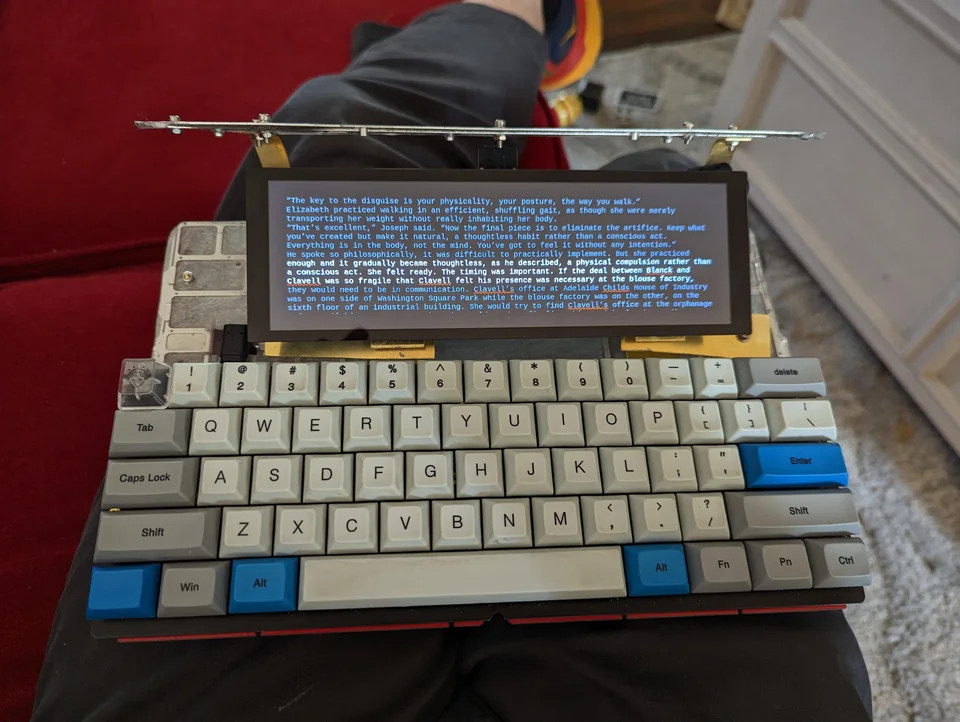 "The key to the disguise is your physicality, your posture, the way you walk."
Elizabeth practiced walking in an efficient, shuffling gait, as though she were merely
transporting her weight without really inhabiting her body.
"That's excellent," Joseph said. "Now the final piece is to eliminate the artifice. Keep what
you've created but make it natural, a thoughtless habit rather than a conscious act.
Everything is in the body, not the mind. You've got to feel it without any intention."
He spoke so philosophically, it was difficult to practically implement. But she practiced
enough and it gradually became thoughtless, as he described, a physical compulsion rather than
a conscious act. She felt ready. The timing was important. If the deal between Blanck and
Clavell was so fragile that Clavell felt his presence was necessary at the blouse factory,
they would need to be in communication. Clavell's office at Adelaide Childs House of Industry
was on one side of Washington Square Park while the blouse factory was on the other, on the
sixth floor of an industrial building. She would try to find Clavell's office at the orphanage
! 1 @ 2 # 3 $ 4 % 5 ^ 6 & 7 * 8 ( 9 ) 0 — - + = delete
Tab Q W E R T Y U I O P { [ } ] | \
Caps Lock A S D F G H J K L : ; " ' Enter
Shift Z X C V B N M < , > . ? / Shift
Win Alt Alt Fn Pn Ctrl